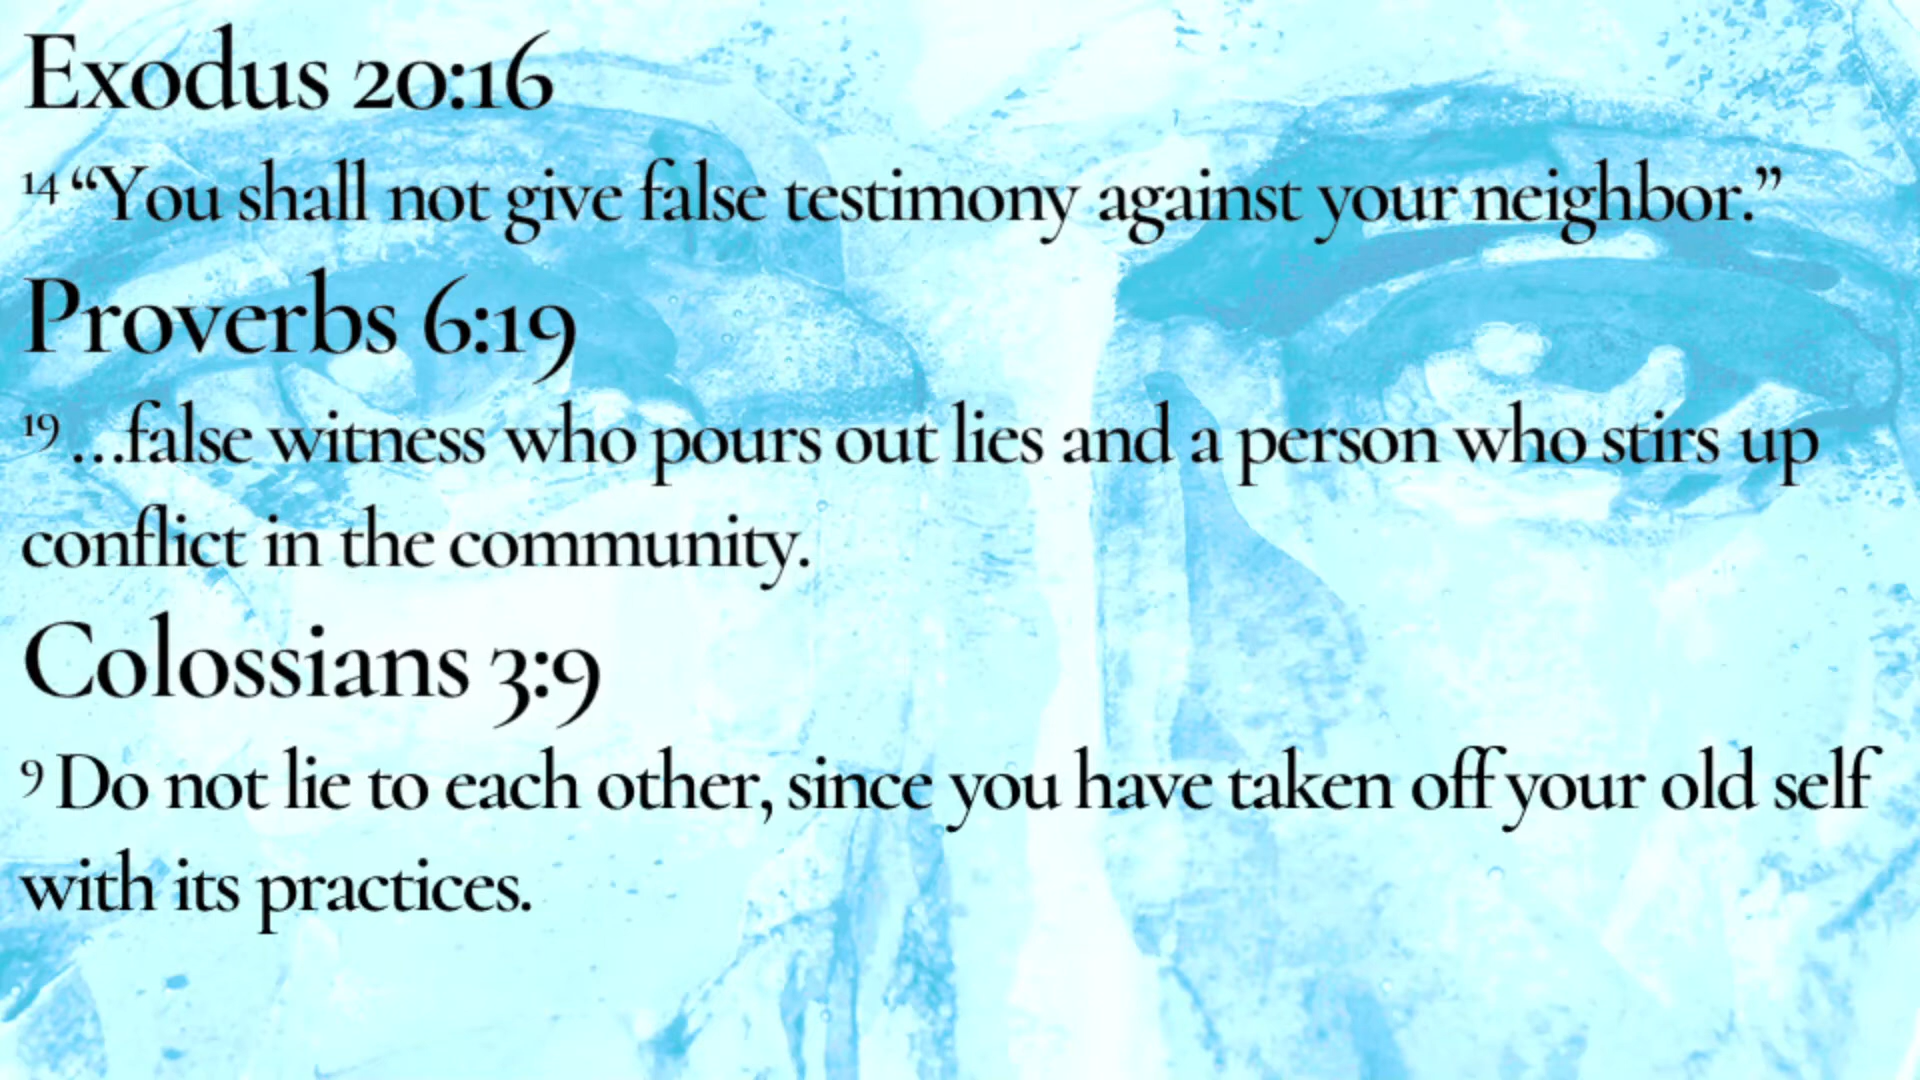 Exodus 20:16
14 “You shall not give false testimony against your neighbor.”
Proverbs 6:19
19 ...false witness who pours out lies and a person who stirs up
conflict in the community.
Colossians 3:9
9 Do not lie to each other, since you have taken off your old self
with its practices.